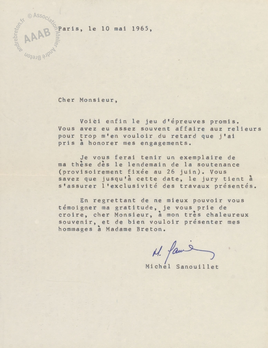 AAAB
Paris, le 10 mai 1965,
Cher Monsieur,
Voici enfin le jeu d'épreuves promis.
Vous avez eu assez souvent affaire aux relieurs
pour trop m'en vouloir du retard que j'ai
pris à honorer mes engagements.
Je vous ferai tenir un exemplaire de
ma thèse dès le lendemain de la soutenance
(provisoirement fixée au 26 juin). Vous
savez que jusqu'à cette date, le jury tient à
s'assurer l'exclusivité des travaux présentés.
En regrettant de ne mieux pouvoir vous
témoigner ma gratitude, je vous prie de
croire, cher Monsieur, à mon très chaleureux
souvenir, et de bien vouloir présenter mes
hommages à Madame Breton.
Michel Sanouillet